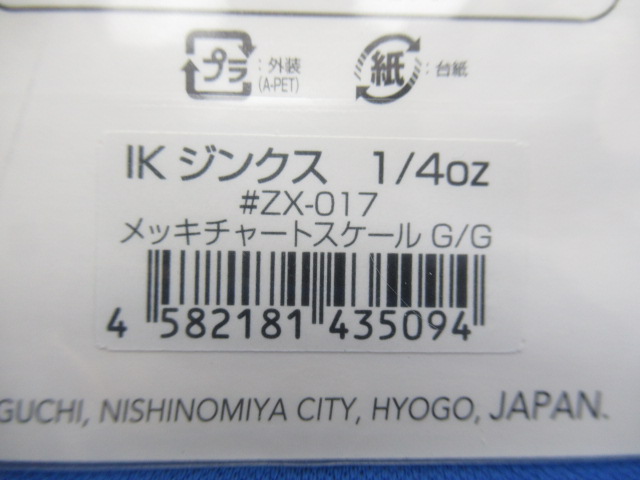 プラ : 外装 (A-PET) 紙 : 台紙
IK ジンクス 1/4oz
#ZX-017
メッキチャートスケール G/G
4 582181 435094
GUCHI, NISHINOMIYA CITY, HYOGO, JAPAN.